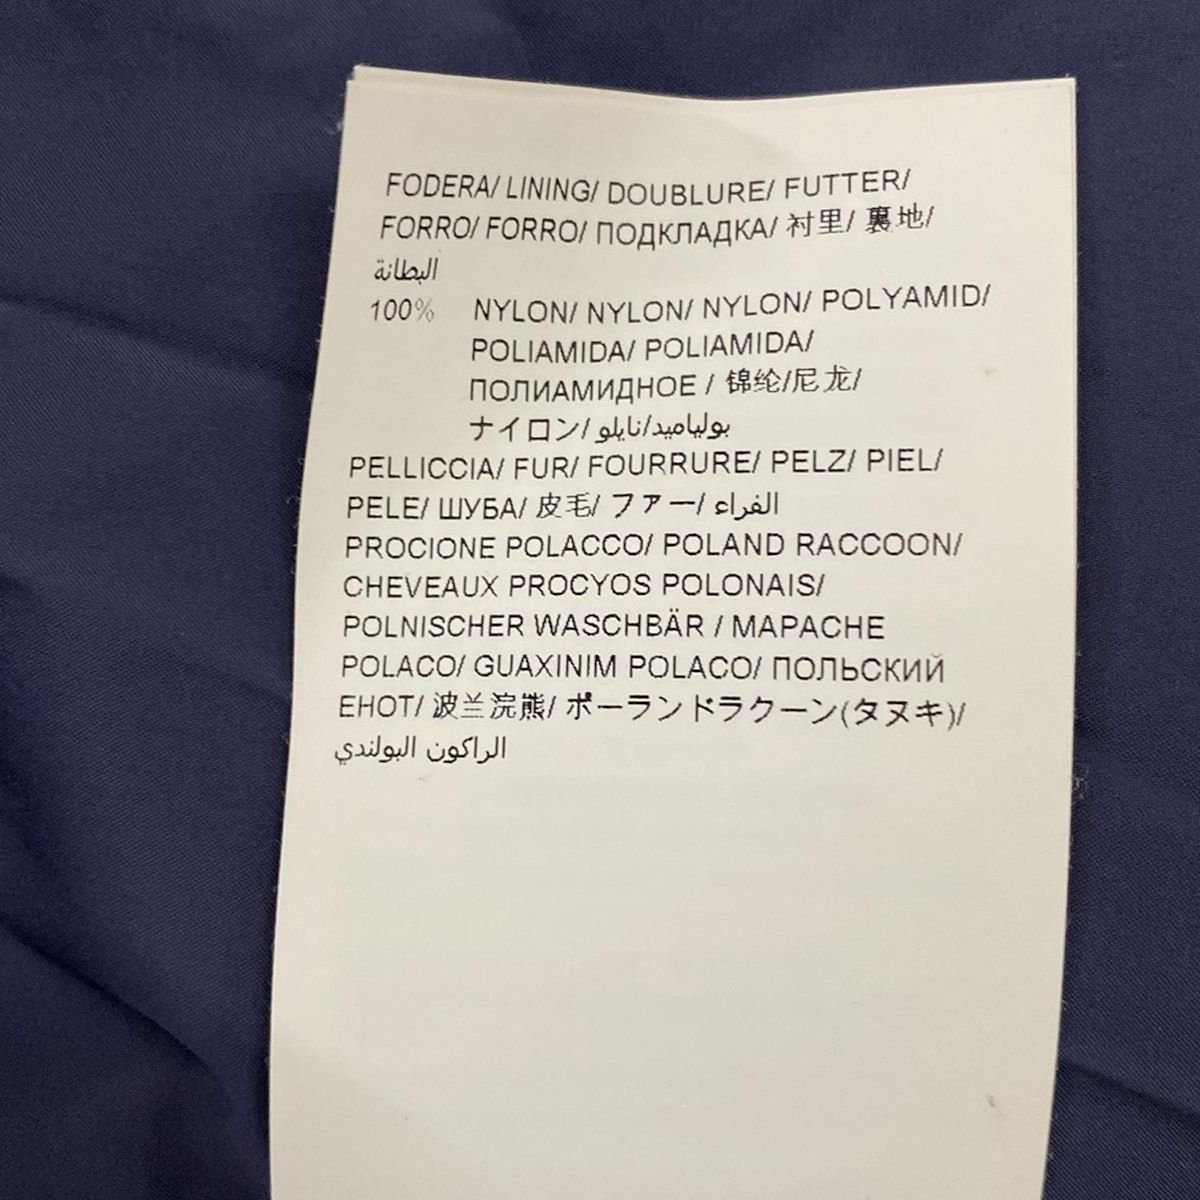 FODERA/ LINING/ DOUBLURE/ FUTTER/
FORRO/ FORRO/ ПОДКЛАДКА/ 衬里/ 裏地/
البطانة
100% NYLON/ NYLON/ NYLON/ POLYAMID/
POLIAMIDA/ POLIAMIDA/
ПОЛИАМИДНОЕ / 锦纶/尼龙/
ナイロン/ بولياميد/نايلو
PELLICCIA/ FUR/ FOURRURE/ PELZ/ PIEL/
PELE/ ШУБА/ 皮毛/ ファー/ الفراء
PROCIONE POLACCO/ POLAND RACCOON/
CHEVEAUX PROCYOS POLONAIS/
POLNISCHER WASCHBÄR / MAPACHE
POLACO/ GUAXINIM POLACO/ ПОЛЬСКИЙ
ЕНОТ/ 波兰浣熊/ ポーランドラクーン(タヌキ)/
الراكون البولندي